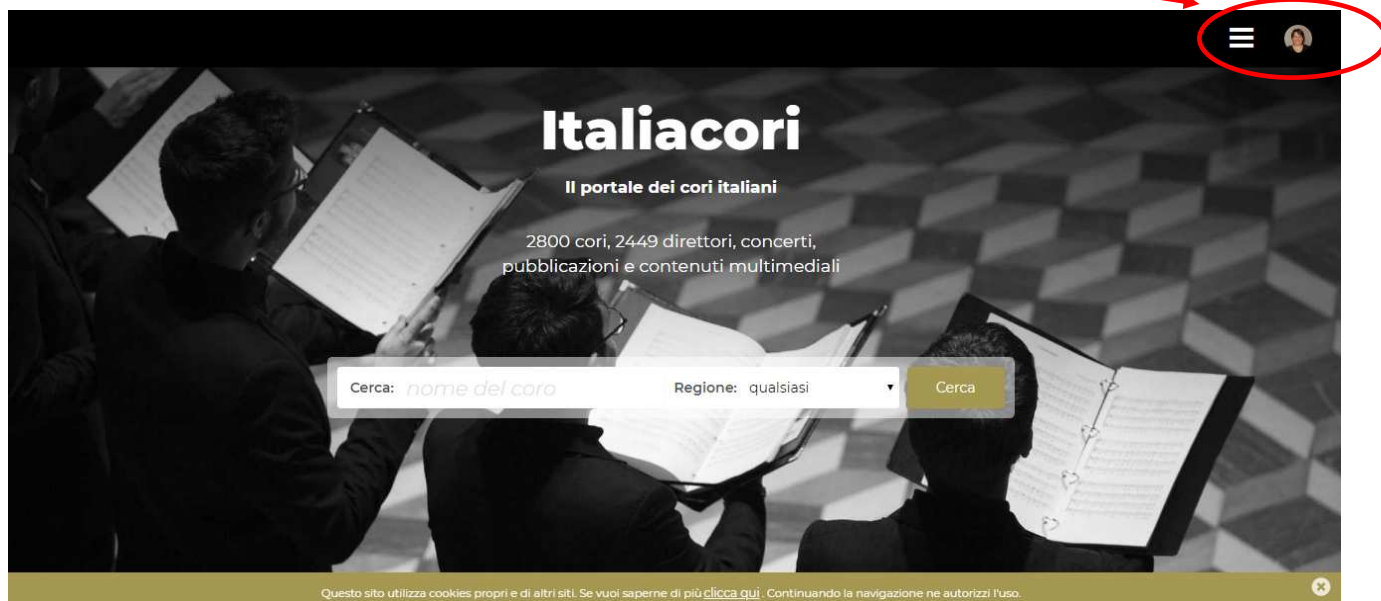 Italiacori
Il portale dei cori italiani
2800 cori, 2449 direttori, concerti,
pubblicazioni e contenuti multimediali
Cerca: nome del coro Regione: qualsiasi Cerca
Questo sito utilizza cookies propri e di altri siti. Se vuoi saperne di più clicca qui . Continuando la navigazione ne autorizzi l'uso.